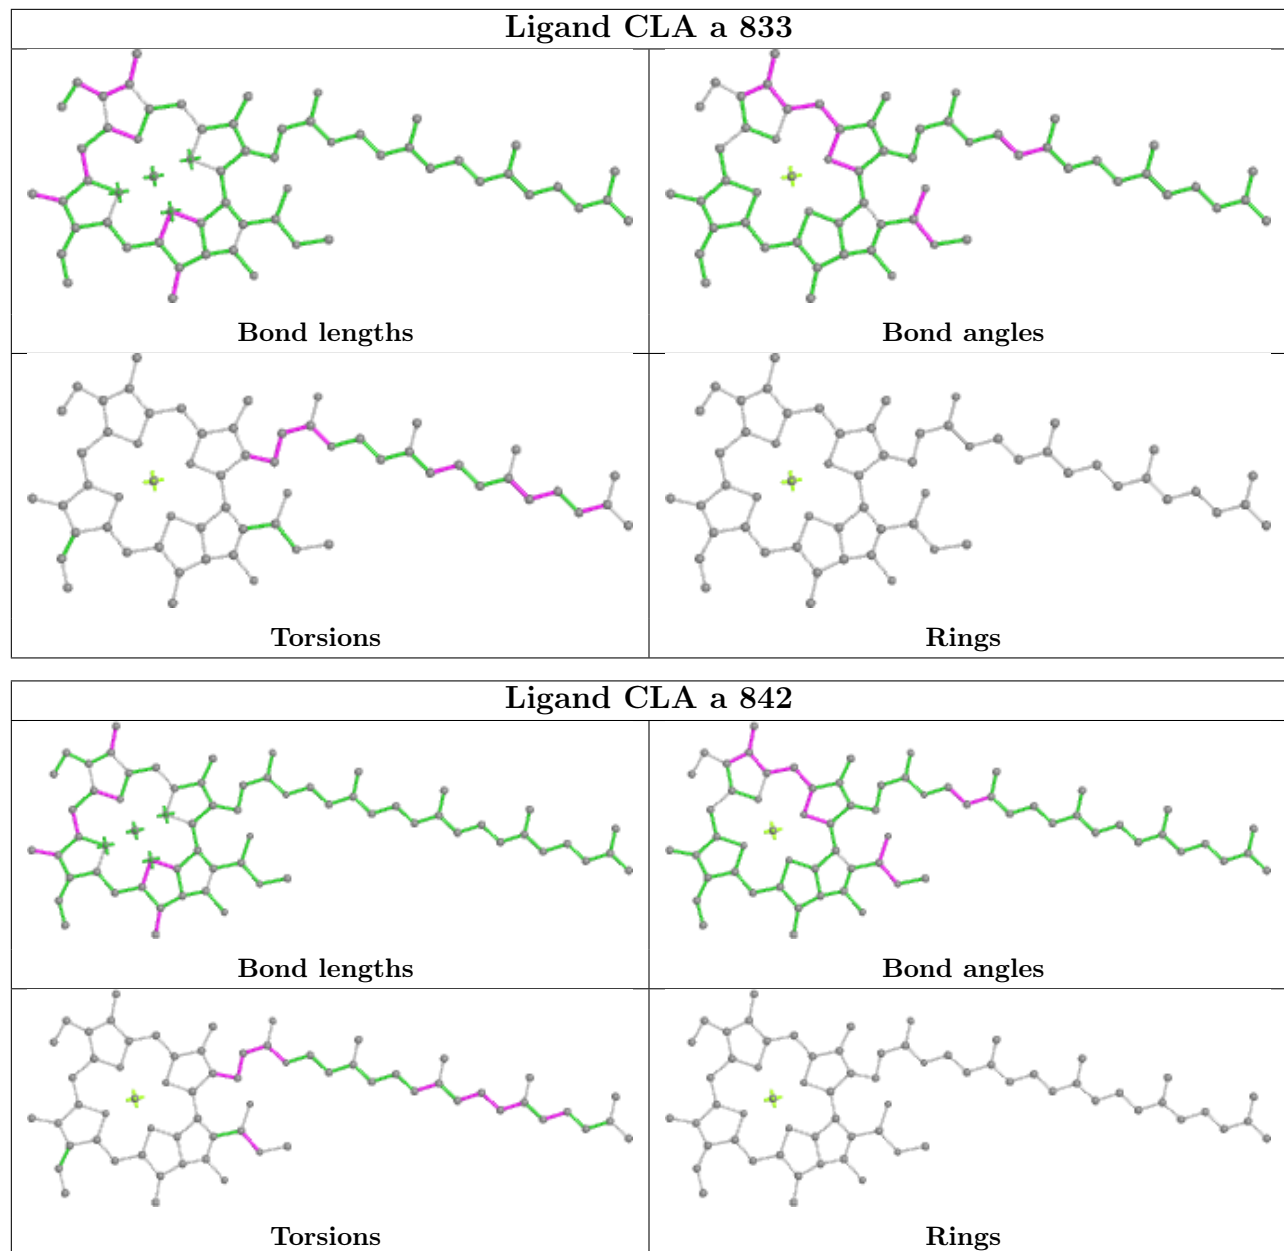 Ligand CLA a 833
Bond lengths
Bond angles
Torsions
Rings
Ligand CLA a 842
Bond lengths
Bond angles
Torsions
Rings